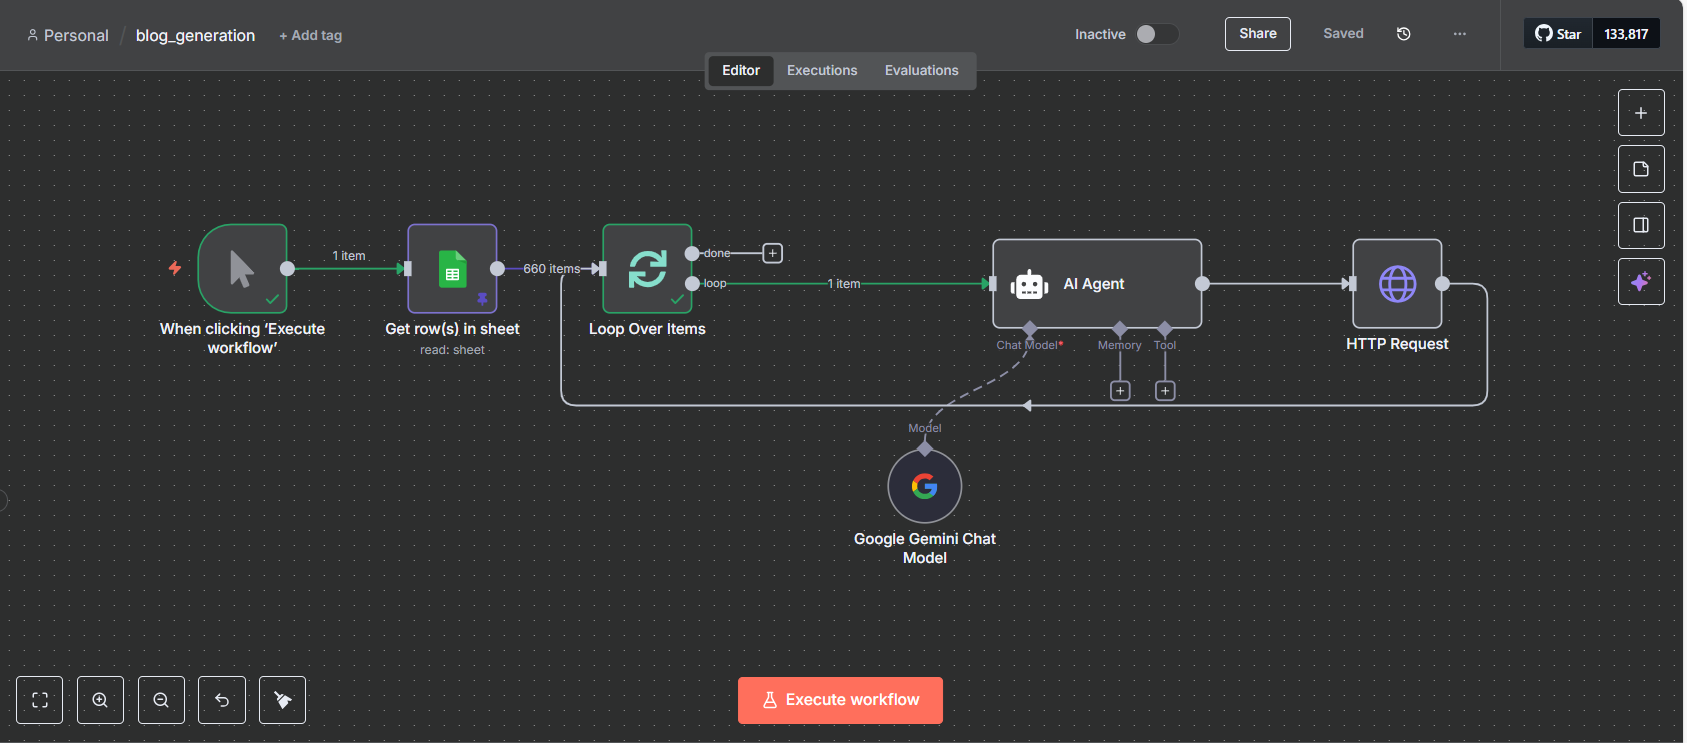 Personal / blog_generation + Add tag
Inactive
Share
Saved
Star 133,817
Editor Executions Evaluations
1 item
660 items
done
loop
1 item
AI Agent
When clicking ‘Execute
workflow’
Get row(s) in sheet
read: sheet
Loop Over Items
Chat Model*
Memory
Tool
HTTP Request
Model
Google Gemini Chat
Model
Execute workflow